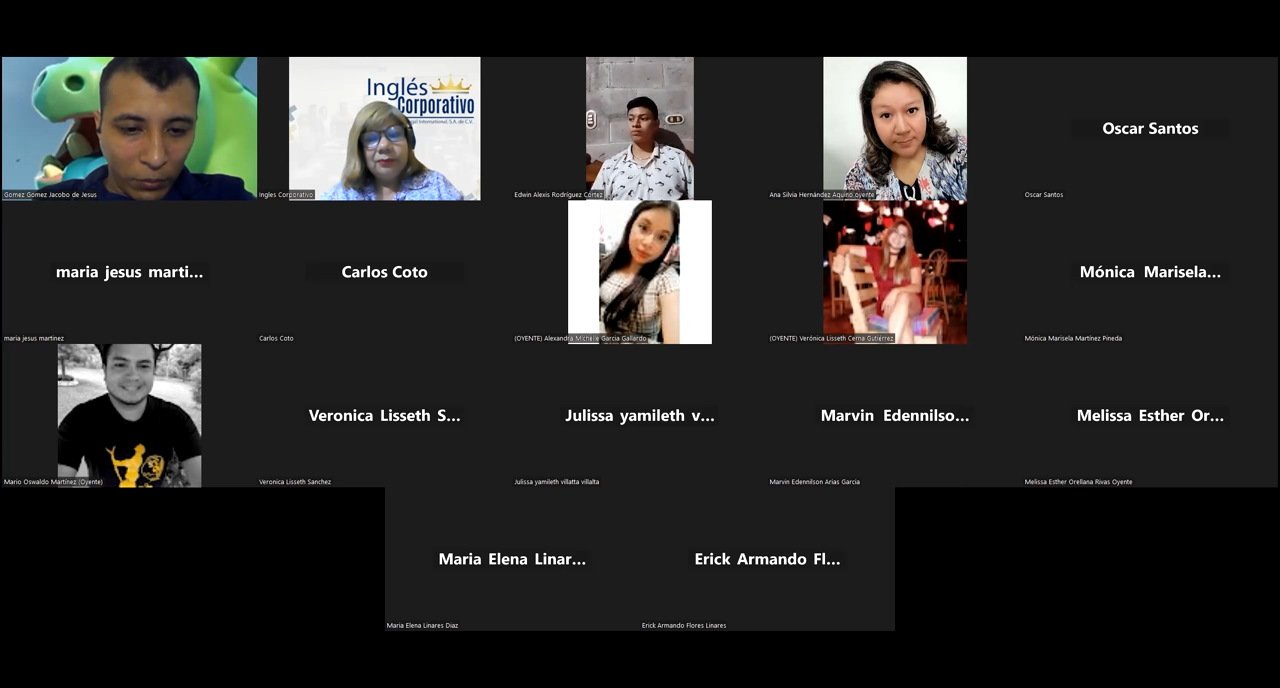 Inglés
Corporativo
International, S.A. de C.V.
Gomez Gomez Jacobo de Jesus
Ingles Corporativo
Edwin Alexis Rodríguez Cortez
Ana Silvia Hernández Aquino oyente
Oscar Santos
Oscar Santos
maria jesus marti...
maria jesus martinez
Carlos Coto
Carlos Coto
(OYENTE) Alexandra Michelle Garcia Gallardo
(OYENTE) Verónica Lisseth Cerna Gutiérrez
Mónica Marisela...
Mónica Marisela Martínez Pineda
Mario Oswaldo Martínez (Oyente)
Veronica Lisseth S...
Veronica Lisseth Sanchez
Julissa yamileth v...
Julissa yamileth villatta villalta
Marvin Edennilso...
Marvin Edennilson Arias Garcia
Melissa Esther Or...
Melissa Esther Orellana Rivas Oyente
Maria Elena Linar...
Maria Elena Linares Diaz
Erick Armando Fl...
Erick Armando Flores Linares